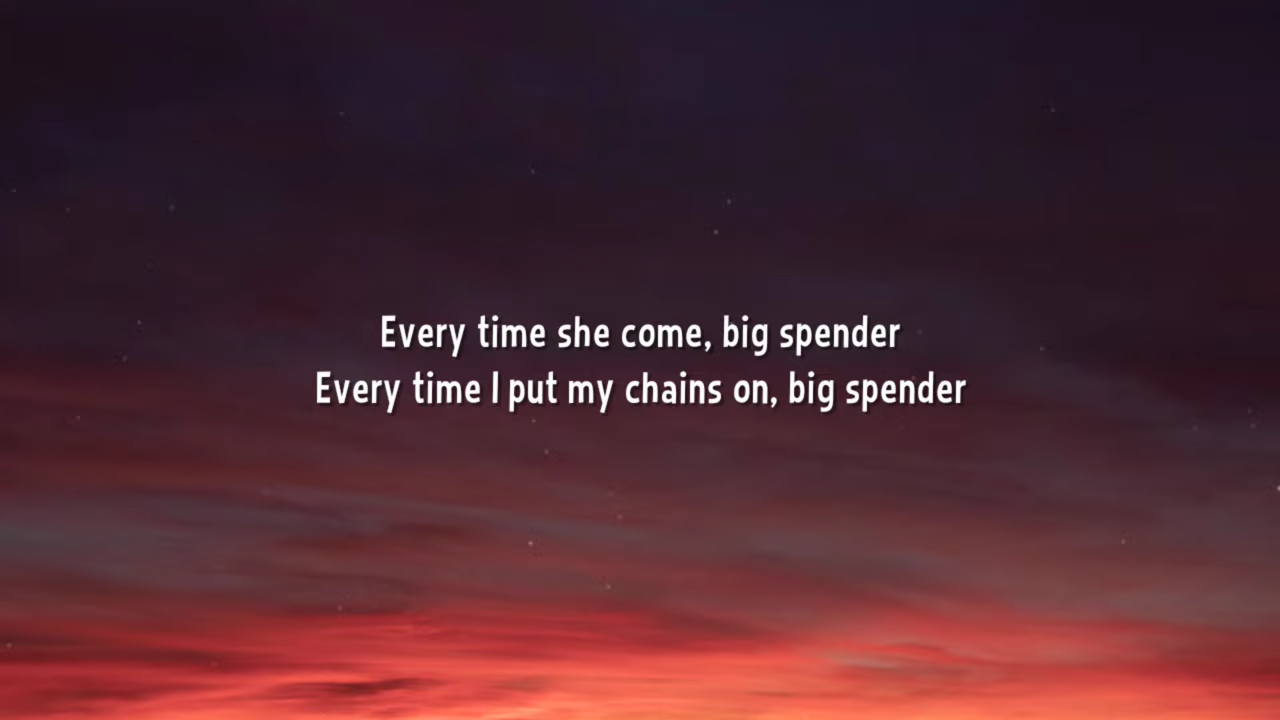 Every time she come, big spender
Every time I put my chains on, big spender